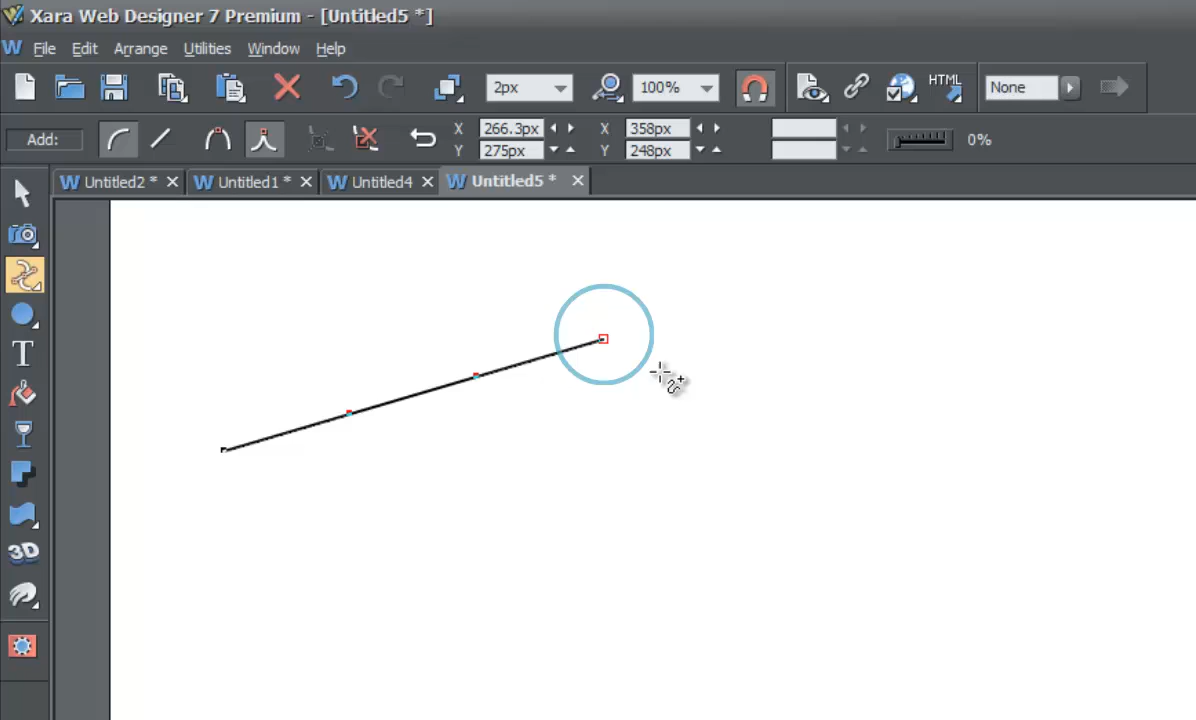 Xara Web Designer 7 Premium - [Untitled5 *]
File Edit Arrange Utilities Window Help
2px 100% HTML None
Add: X 266.3px X 358px 0%
Y 275px Y 248px
Untitled2 * Untitled1 * Untitled4 Untitled5 *
T
3D